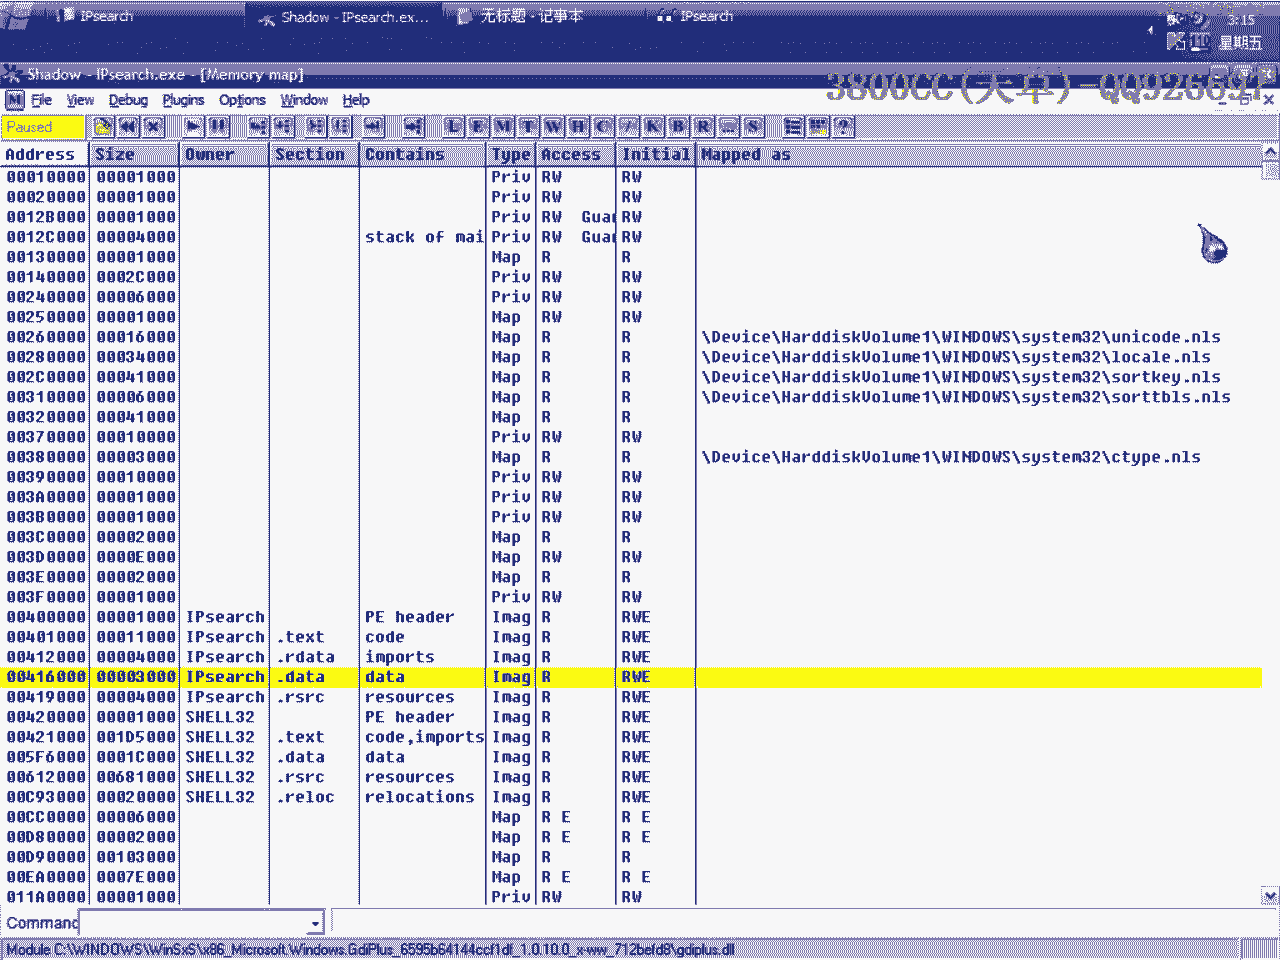 IPsearch
Shadow - IPsearch.ex...
无标题 - 记事本
IPsearch
3:15
星期五
Shadow - IPsearch.exe - [Memory map]
3800CC(天草)-QQ9266
File View Debug Plugins Options Window Help
Paused
L E M T W H C / K B R ... S
Address Size Owner Section Contains Type Access Initial Mapped as
00010000 00001000 Priv RW RW
00020000 00001000 Priv RW RW
0012B000 00001000 Priv RW Guar RW
0012C000 00004000 stack of mai Priv RW Guar RW
00130000 00001000 Map R R
00140000 0002C000 Priv RW RW
00240000 00006000 Priv RW RW
00250000 00001000 Map RW RW
00260000 00016000 Map R R \Device\HarddiskVolume1\WINDOWS\system32\unicode.nls
00280000 00034000 Map R R \Device\HarddiskVolume1\WINDOWS\system32\locale.nls
002C0000 00041000 Map R R \Device\HarddiskVolume1\WINDOWS\system32\sortkey.nls
00310000 00006000 Map R R \Device\HarddiskVolume1\WINDOWS\system32\sorttbls.nls
00320000 00041000 Map R R
00370000 00010000 Priv RW RW
00380000 00003000 Map R R \Device\HarddiskVolume1\WINDOWS\system32\ctype.nls
00390000 00010000 Priv RW RW
003A0000 00001000 Priv RW RW
003B0000 00001000 Priv RW RW
003C0000 00002000 Map R R
003D0000 0000E000 Map RW RW
003E0000 00002000 Map R R
003F0000 00001000 Priv RW RW
00400000 00001000 IPsearch PE header Imag R RWE
00401000 00011000 IPsearch .text code Imag R RWE
00412000 00004000 IPsearch .rdata imports Imag R RWE
00416000 00003000 IPsearch .data data Imag R RWE
00419000 00004000 IPsearch .rsrc resources Imag R RWE
00420000 00001000 SHELL32 PE header Imag R RWE
00421000 001D5000 SHELL32 .text code,imports Imag R RWE
005F6000 0001C000 SHELL32 .data data Imag R RWE
00612000 00681000 SHELL32 .rsrc resources Imag R RWE
00C93000 00020000 SHELL32 .reloc relocations Imag R RWE
00CC0000 00006000 Map R E R E
00D80000 00002000 Map R E R E
00D90000 00103000 Map R R
00EA0000 0007E000 Map R E R E
011A0000 00001000 Priv RW RW
Command
Module C:\WINDOWS\WinSxS\x86_Microsoft.Windows.GdiPlus_6595b64144ccf1df_1.0.10.0_x-ww_712befd8\gdiplus.dll